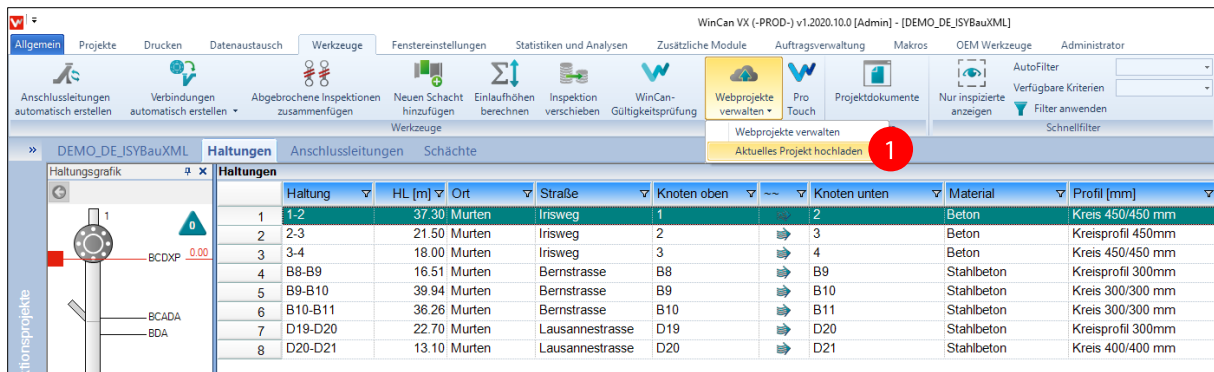 WinCan VX (-PROD-) v1.2020.10.0 [Admin] - [DEMO_DE_ISYBauXML]
Allgemein Projekte Drucken Datenaustausch Werkzeuge Fenstereinstellungen Statistiken und Analysen Zusätzliche Module Auftragsverwaltung Makros OEM Werkzeuge Administrator
Anschlussleitungen
automatisch erstellen
Verbindungen
automatisch erstellen
Abgebrochene Inspektionen
zusammenfügen
Neuen Schacht
hinzufügen
Einlaufhöhen
berechnen
Inspektion
verschieben
WinCan-
Gültigkeitsprüfung
Webprojekte
verwalten
Pro
Touch
Projektdokumente
Nur inspizierte
anzeigen
AutoFilter
Verfügbare Kriterien
Filter anwenden
Werkzeuge
Schnellfilter
Webprojekte verwalten
Aktuelles Projekt hochladen
1
» DEMO_DE_ISYBauXML Haltungen Anschlussleitungen Schächte
Haltungsgrafik
Haltungen
Haltung HL [m] Ort Straße Knoten oben ~~ Knoten unten Material Profil [mm]
1 1-2 37.30 Murten Irisweg 1 2 Beton Kreis 450/450 mm
2 2-3 21.50 Murten Irisweg 2 3 Beton Kreisprofil 450mm
3 3-4 18.00 Murten Irisweg 3 4 Beton Kreis 450/450 mm
4 B8-B9 16.51 Murten Bernstrasse B8 B9 Stahlbeton Kreisprofil 300mm
5 B9-B10 39.94 Murten Bernstrasse B9 B10 Stahlbeton Kreis 300/300 mm
6 B10-B11 36.26 Murten Bernstrasse B10 B11 Stahlbeton Kreis 300/300 mm
7 D19-D20 22.70 Murten Lausannestrasse D19 D20 Stahlbeton Kreisprofil 300mm
8 D20-D21 13.10 Murten Lausannestrasse D20 D21 Stahlbeton Kreis 400/400 mm
1
0
BCDXP 0.00
BCADA
BDA
tionsprojekte